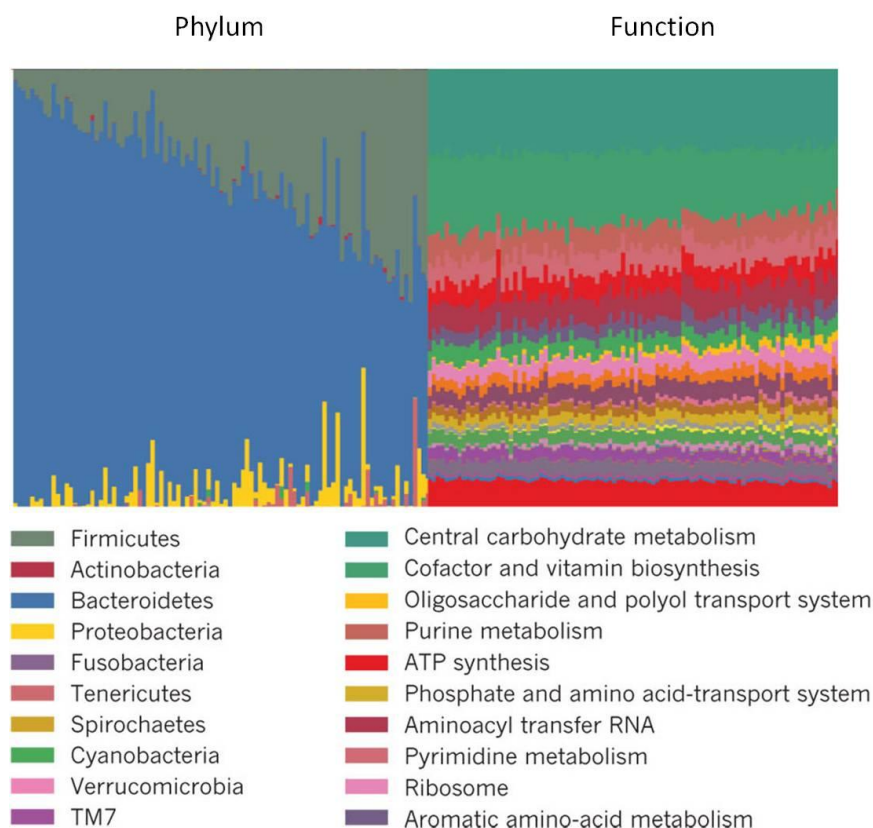 Phylum
Function
Firmicutes
Actinobacteria
Bacteroidetes
Proteobacteria
Fusobacteria
Tenericutes
Spirochaetes
Cyanobacteria
Verrucomicrobia
TM7
Central carbohydrate metabolism
Cofactor and vitamin biosynthesis
Oligosaccharide and polyol transport system
Purine metabolism
ATP synthesis
Phosphate and amino acid-transport system
Aminoacyl transfer RNA
Pyrimidine metabolism
Ribosome
Aromatic amino-acid metabolism